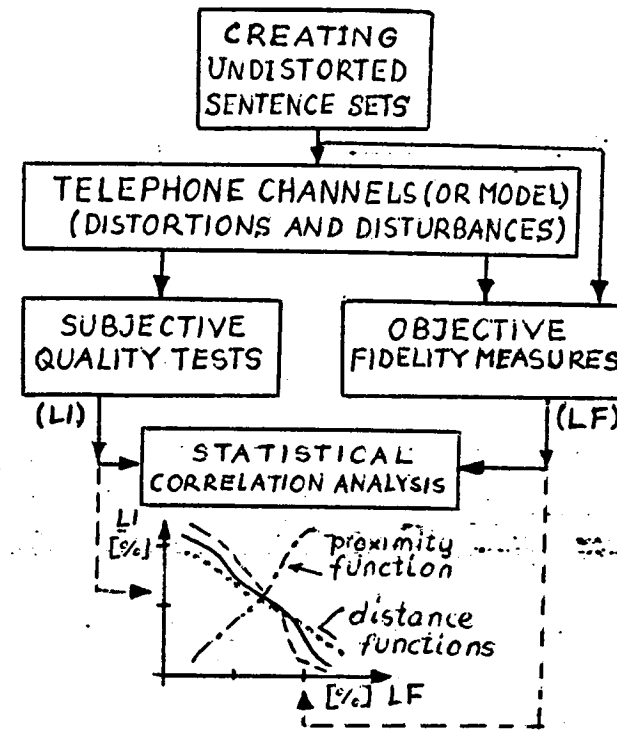 CREATING
UNDISTORTED
SENTENCE SETS
TELEPHONE CHANNELS (OR MODEL)
(DISTORTIONS AND DISTURBANCES)
SUBJECTIVE
QUALITY TESTS
OBJECTIVE
FIDELITY MEASURES
(LI)
(LF)
STATISTICAL
CORRELATION ANALYSIS
LI
[%]
proximity
function
distance
functions
[%] LF